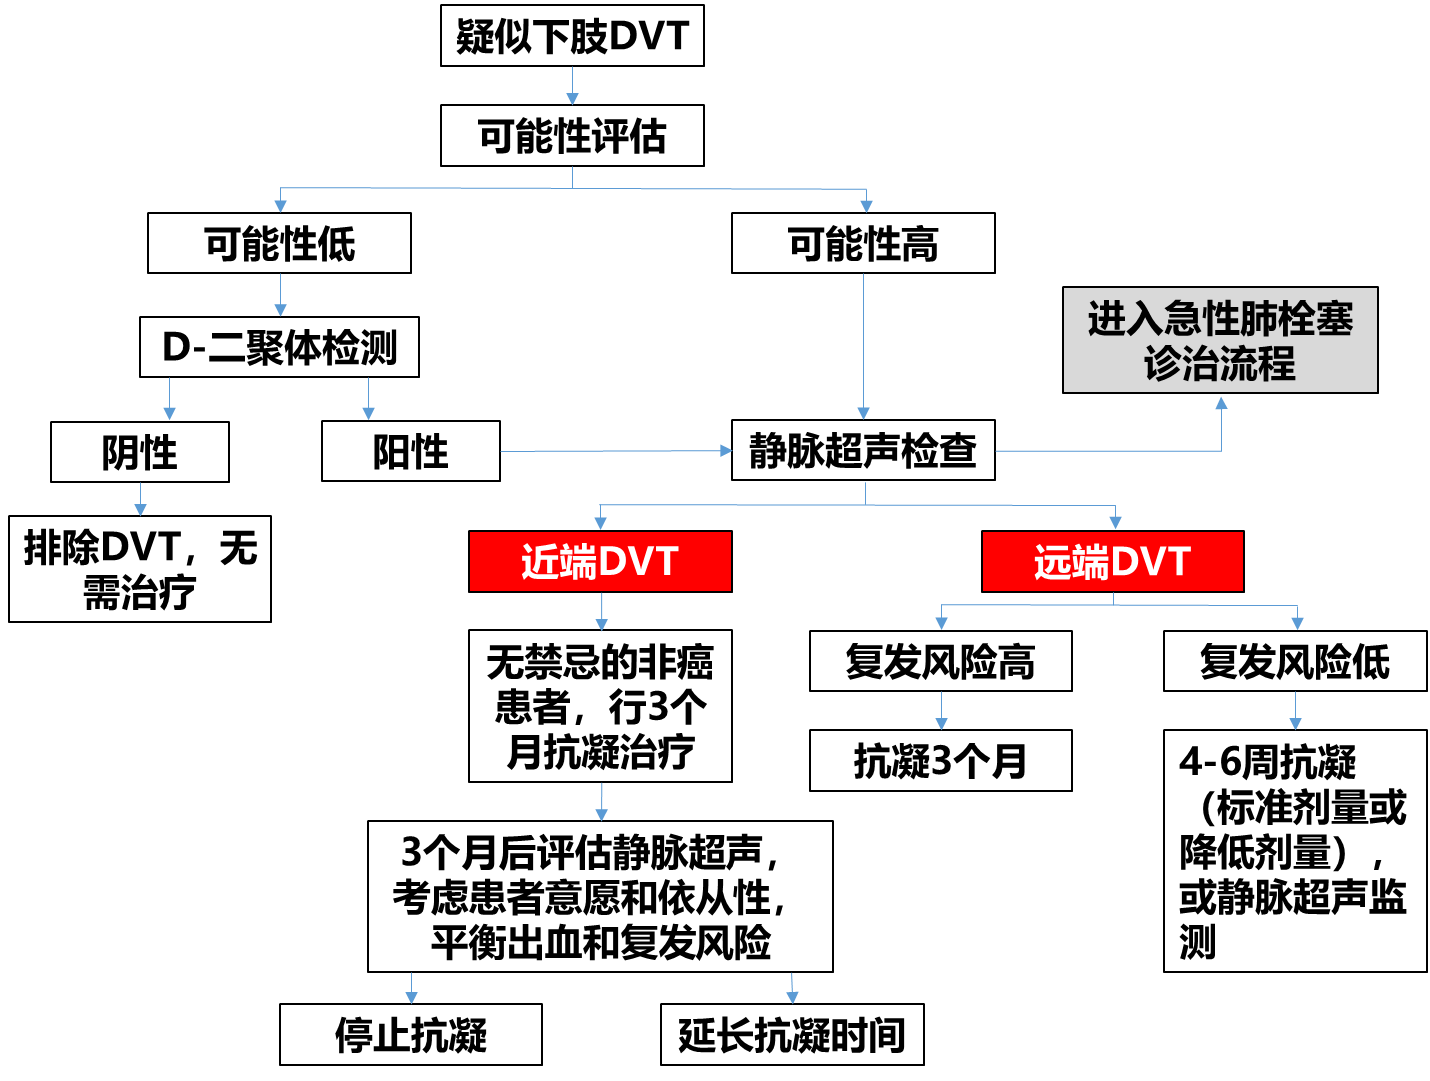 疑似下肢DVT
可能性评估
可能性低
可能性高
进入急性肺栓塞
诊治流程
D-二聚体检测
阴性
阳性
静脉超声检查
排除DVT，无
需治疗
近端DVT
远端DVT
无禁忌的非癌
患者，行3个
月抗凝治疗
复发风险高
复发风险低
抗凝3个月
4-6周抗凝
（标准剂量或
降低剂量），
或静脉超声监
测
3个月后评估静脉超声，
考虑患者意愿和依从性，
平衡出血和复发风险
停止抗凝
延长抗凝时间